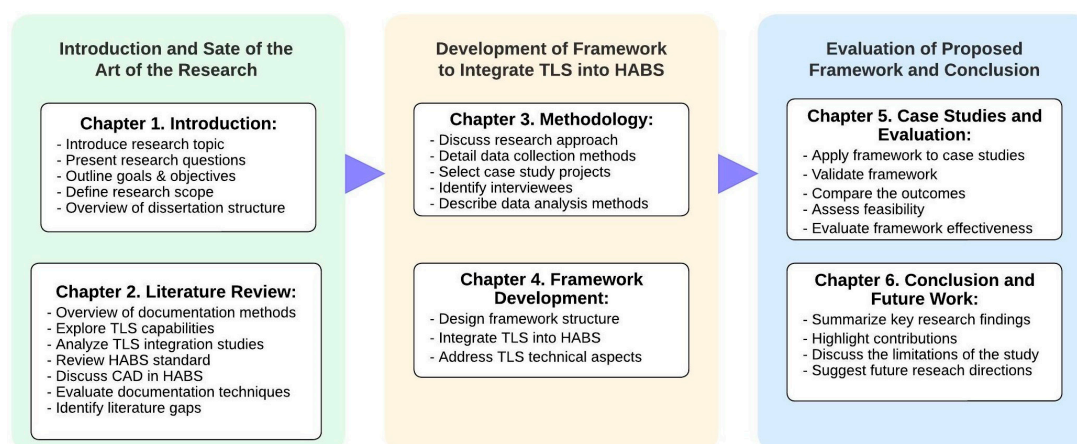 Introduction and Sate of the
Art of the Research
Chapter 1. Introduction:
- Introduce research topic
- Present research questions
- Outline goals & objectives
- Define research scope
- Overview of dissertation structure
Chapter 2. Literature Review:
- Overview of documentation methods
- Explore TLS capabilities
- Analyze TLS integration studies
- Review HABS standard
- Discuss CAD in HABS
- Evaluate documentation techniques
- Identify literature gaps
Development of Framework
to Integrate TLS into HABS
Chapter 3. Methodology:
- Discuss research approach
- Detail data collection methods
- Select case study projects
- Identify interviewees
- Describe data analysis methods
Chapter 4. Framework
Development:
- Design framework structure
- Integrate TLS into HABS
- Address TLS technical aspects
Evaluation of Proposed
Framework and Conclusion
Chapter 5. Case Studies and
Evaluation:
- Apply framework to case studies
- Validate framework
- Compare the outcomes
- Assess feasibility
- Evaluate framework effectiveness
Chapter 6. Conclusion and
Future Work:
- Summarize key research findings
- Highlight contributions
- Discuss the limitations of the study
- Suggest future reseach directions